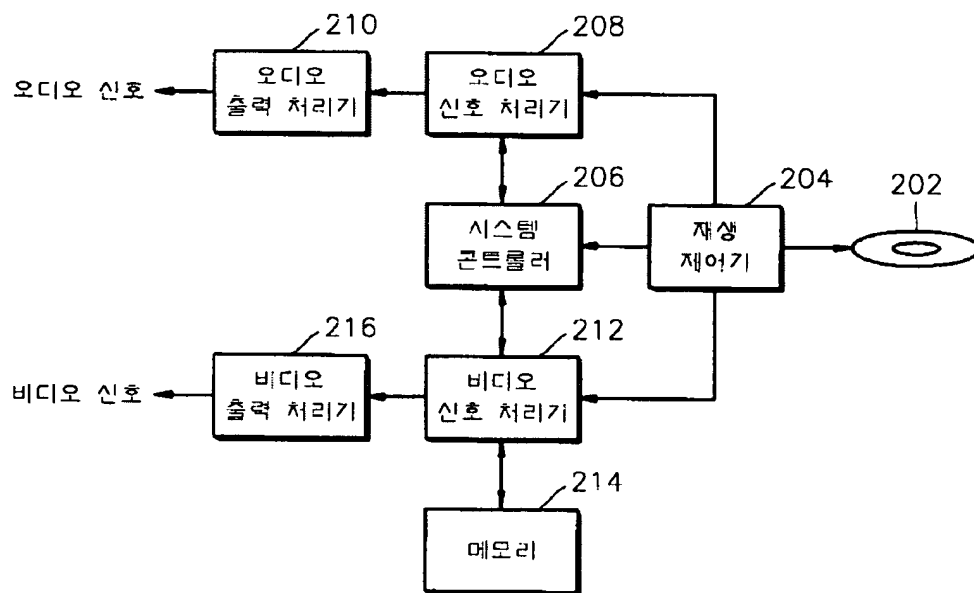 210
208
오디오 신호
오디오
출력 처리기
오디오
신호 처리기
206
204
202
시스템
콘트롤러
재생
제어기
216
212
비디오 신호
비디오
출력 처리기
비디오
신호 처리기
214
메모리